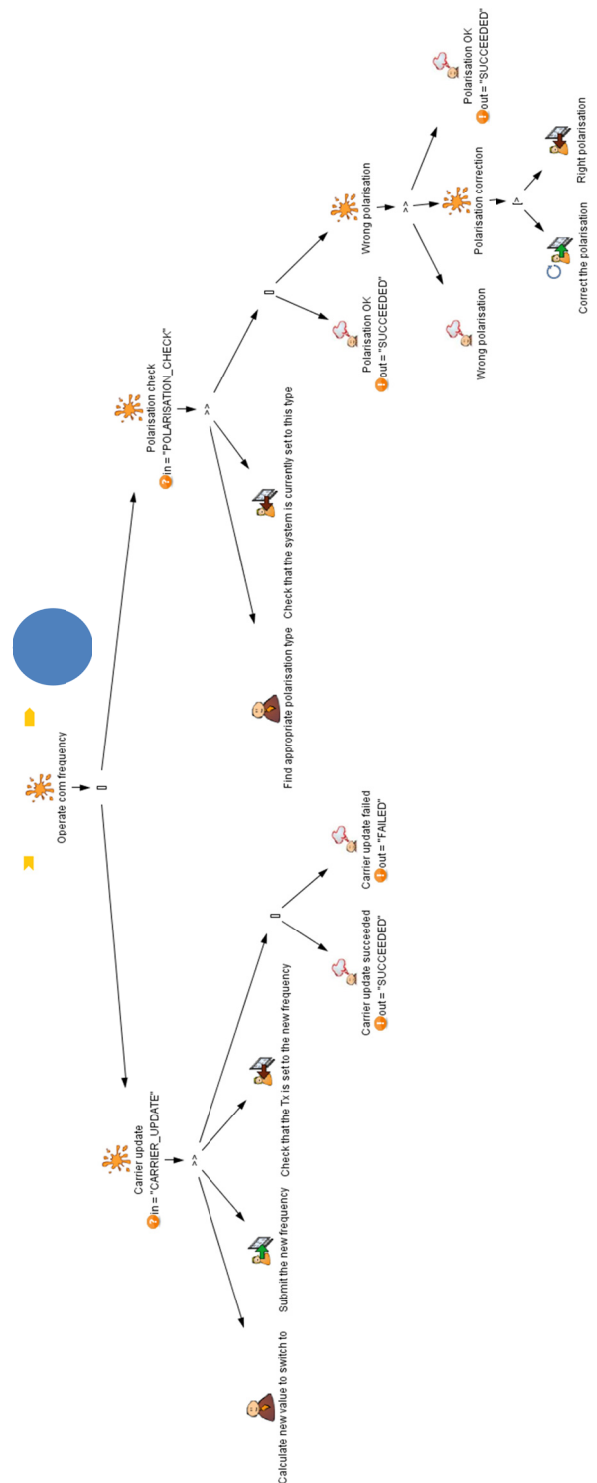 Operate com frequency
Carrier update
in = "CARRIER_UPDATE"
Polarisation check
in = "POLARISATION_CHECK"
Calculate new value to switch to
Submit the new frequency
Check that the Tx is set to the new frequency
Carrier update succeeded
out = "SUCCEEDED"
Carrier update failed
out = "FAILED"
Find appropriate polarisation type
Check that the system is currently set to this type
Polarisation OK
out = "SUCCEEDED"
Wrong polarisation
Wrong polarisation
Polarisation correction
Polarisation OK
out = "SUCCEEDED"
Correct the polarisation
Right polarisation